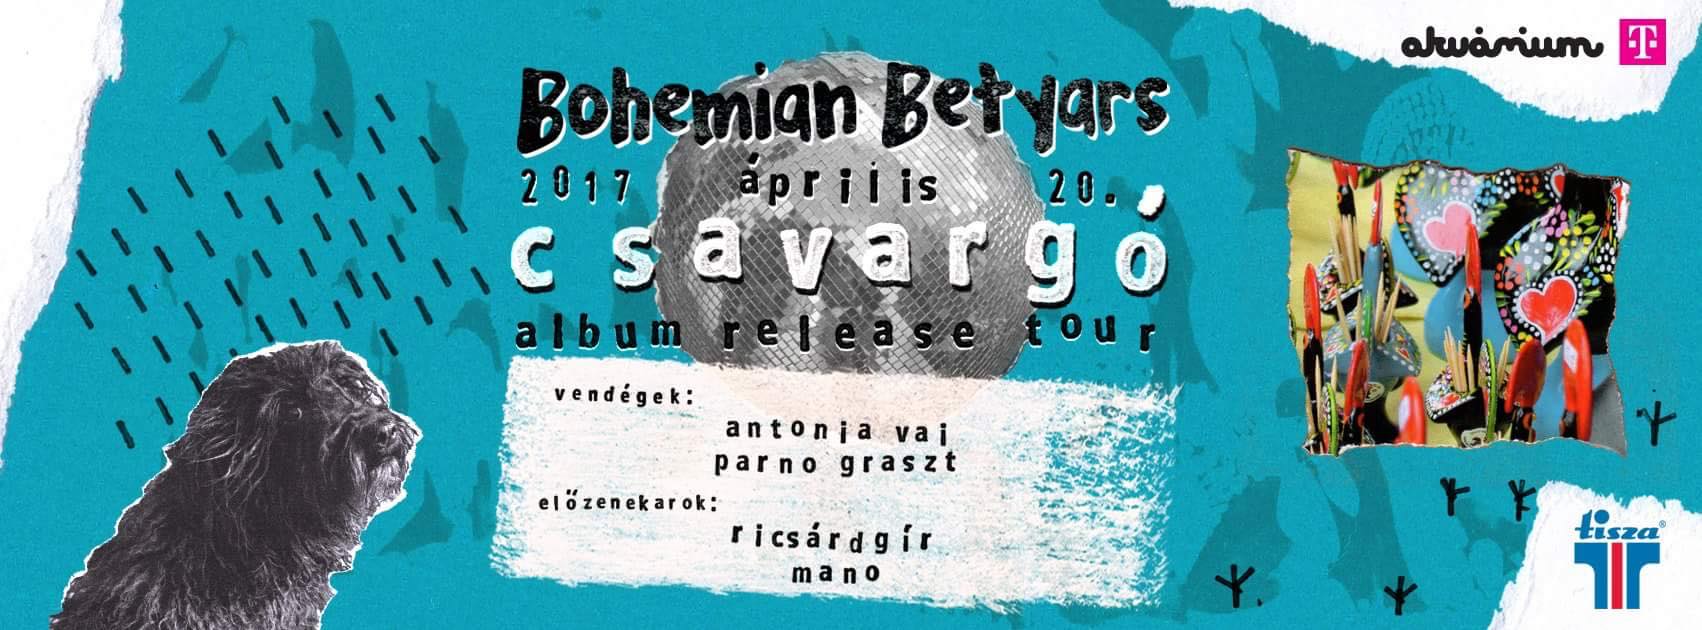 akvárium T
Bohemian Betyars
2017 április 20.
csavargó
album release tour
vendégek:
antonia vai
parno graszt
előzenekarok:
ricsárdgír
mano
tisza®